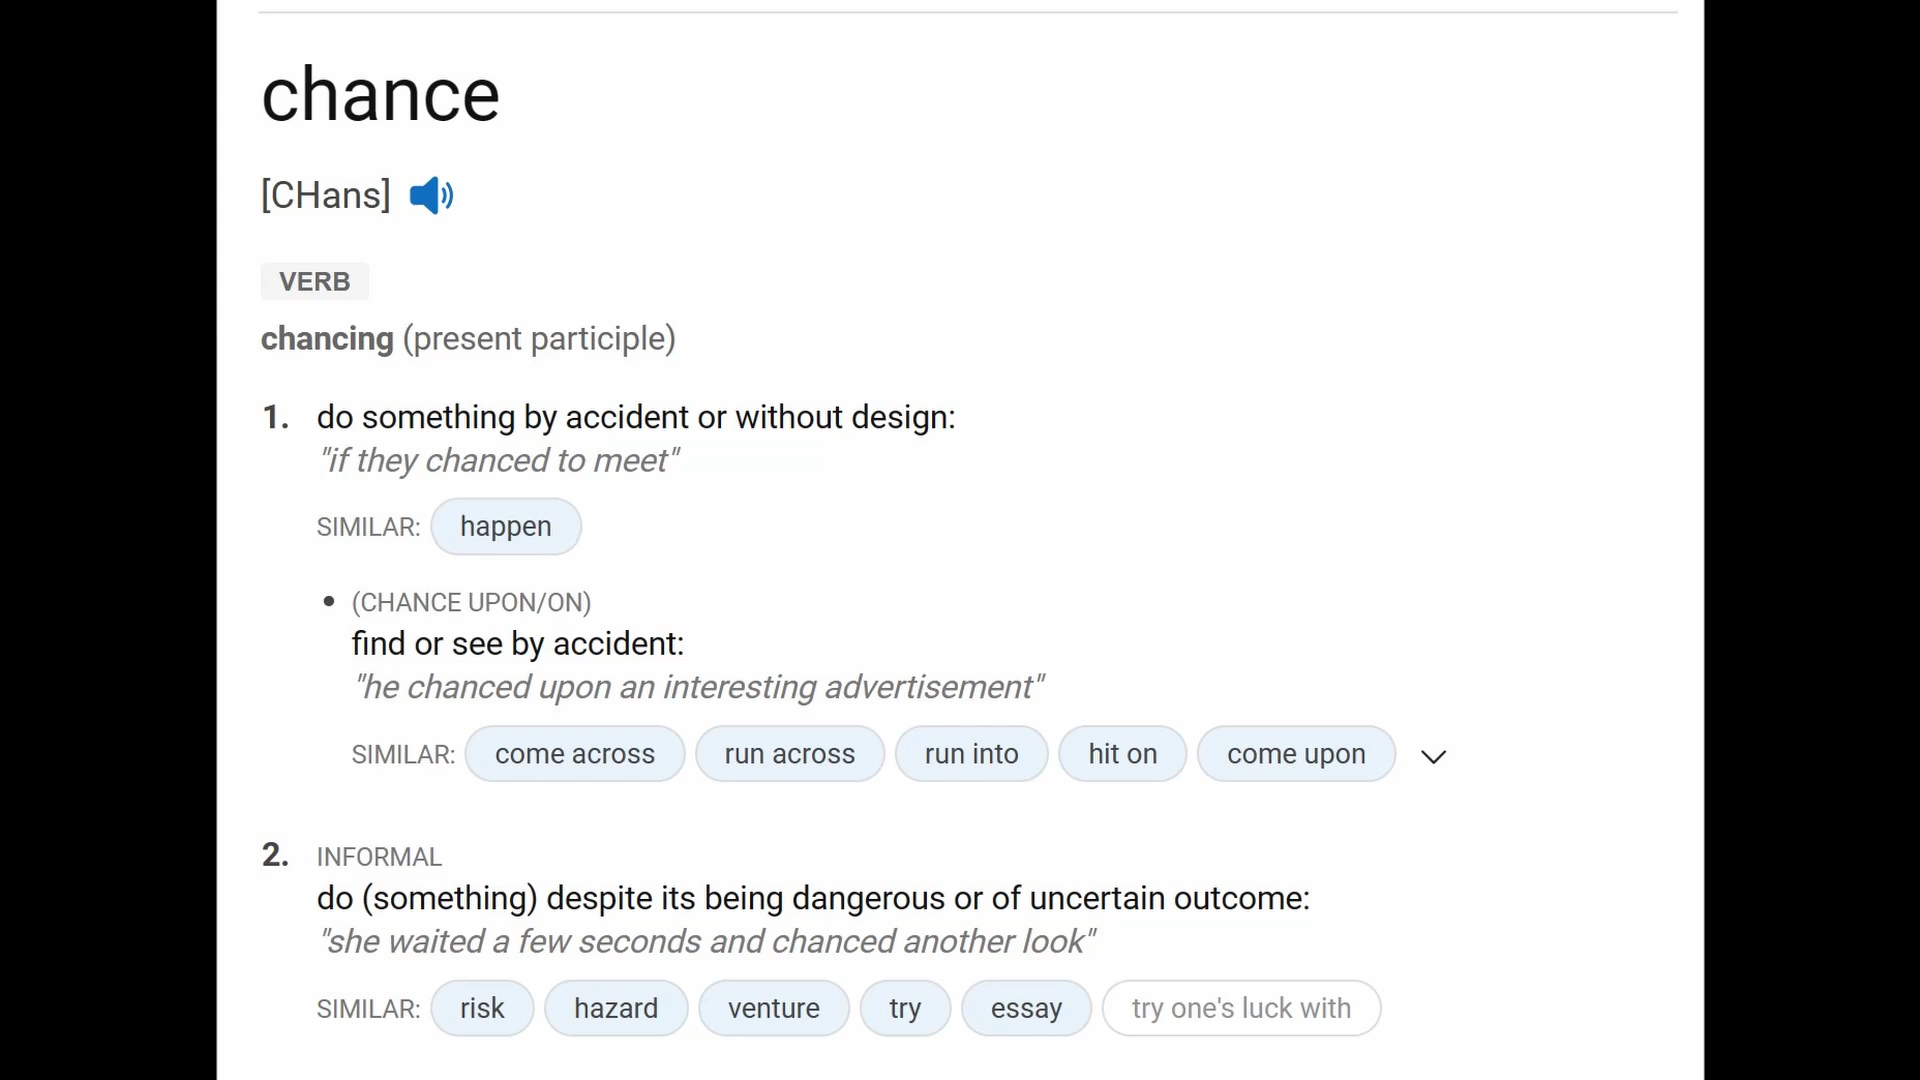 chance
[CHans]
VERB
chancing (present participle)
1. do something by accident or without design:
"if they chanced to meet"
SIMILAR: happen
• (CHANCE UPON/ON)
find or see by accident:
"he chanced upon an interesting advertisement"
SIMILAR: come across run across run into hit on come upon
2. INFORMAL
do (something) despite its being dangerous or of uncertain outcome:
"she waited a few seconds and chanced another look"
SIMILAR: risk hazard venture try essay try one's luck with